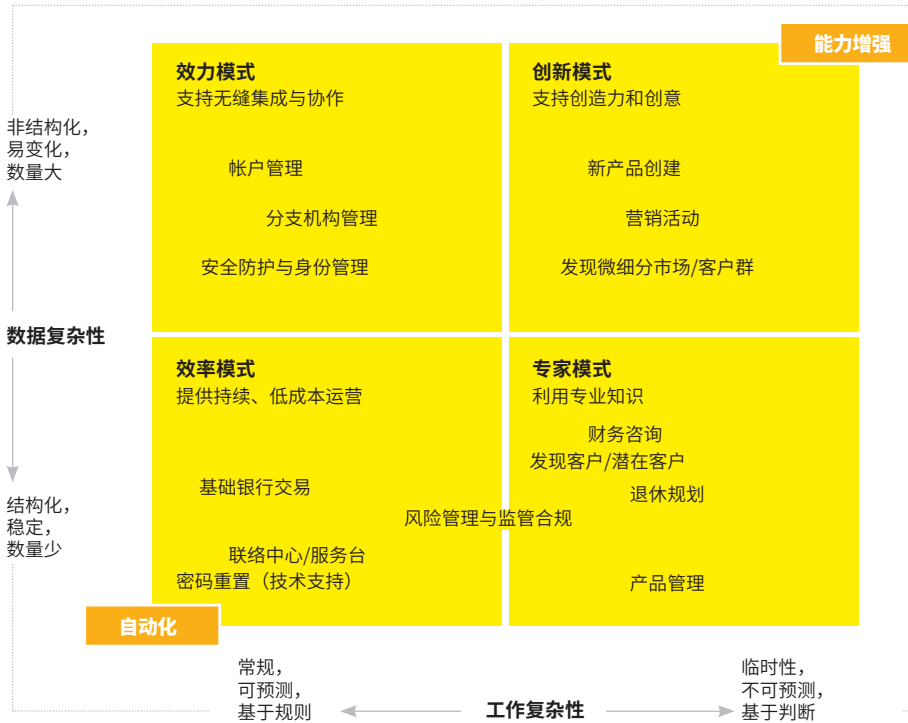 能力增强
效力模式
支持无缝集成与协作
帐户管理
分支机构管理
安全防护与身份管理
创新模式
支持创造力和创意
新产品创建
营销活动
发现微细分市场/客户群
非结构化，
易变化，
数量大
数据复杂性
结构化，
稳定，
数量少
效率模式
提供持续、低成本运营
基础银行交易
风险管理与监管合规
联络中心/服务台
密码重置（技术支持）
专家模式
利用专业知识
财务咨询
发现客户/潜在客户
退休规划
产品管理
自动化
常规，
可预测，
基于规则
工作复杂性
临时性，
不可预测，
基于判断